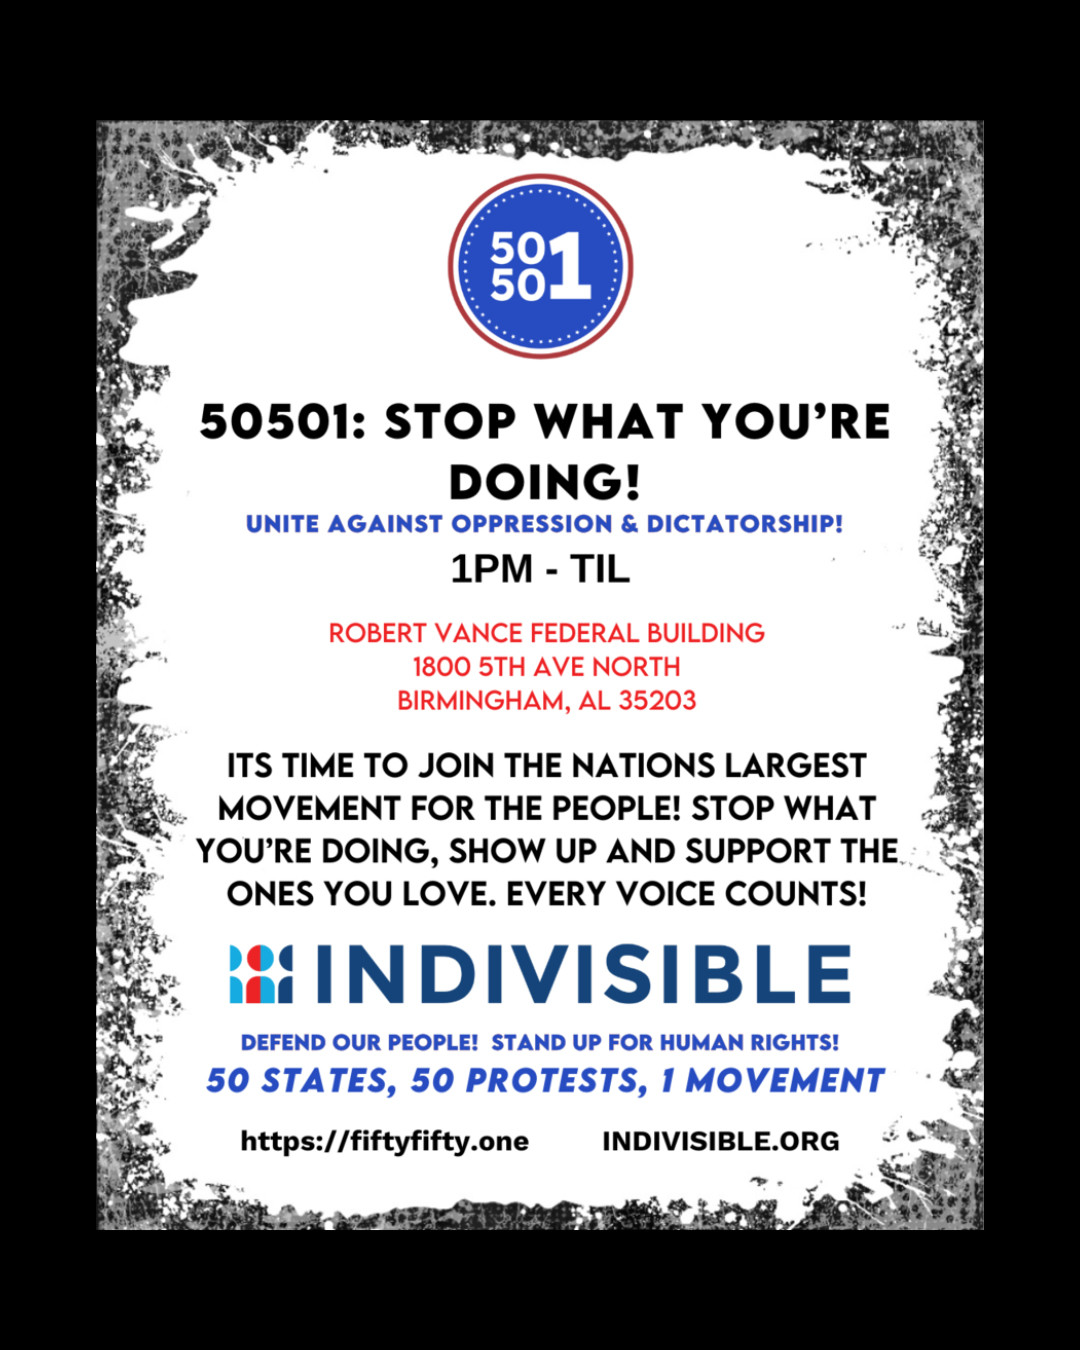 50
50
1
50501: STOP WHAT YOU'RE
DOING!
UNITE AGAINST OPPRESSION & DICTATORSHIP!
1PM - TIL
ROBERT VANCE FEDERAL BUILDING
1800 5TH AVE NORTH
BIRMINGHAM, AL 35203
ITS TIME TO JOIN THE NATIONS LARGEST
MOVEMENT FOR THE PEOPLE! STOP WHAT
YOU'RE DOING, SHOW UP AND SUPPORT THE
ONES YOU LOVE. EVERY VOICE COUNTS!
INDIVISIBLE
DEFEND OUR PEOPLE! STAND UP FOR HUMAN RIGHTS!
50 STATES, 50 PROTESTS, 1 MOVEMENT
https://fiftyfifty.one INDIVISIBLE.ORG